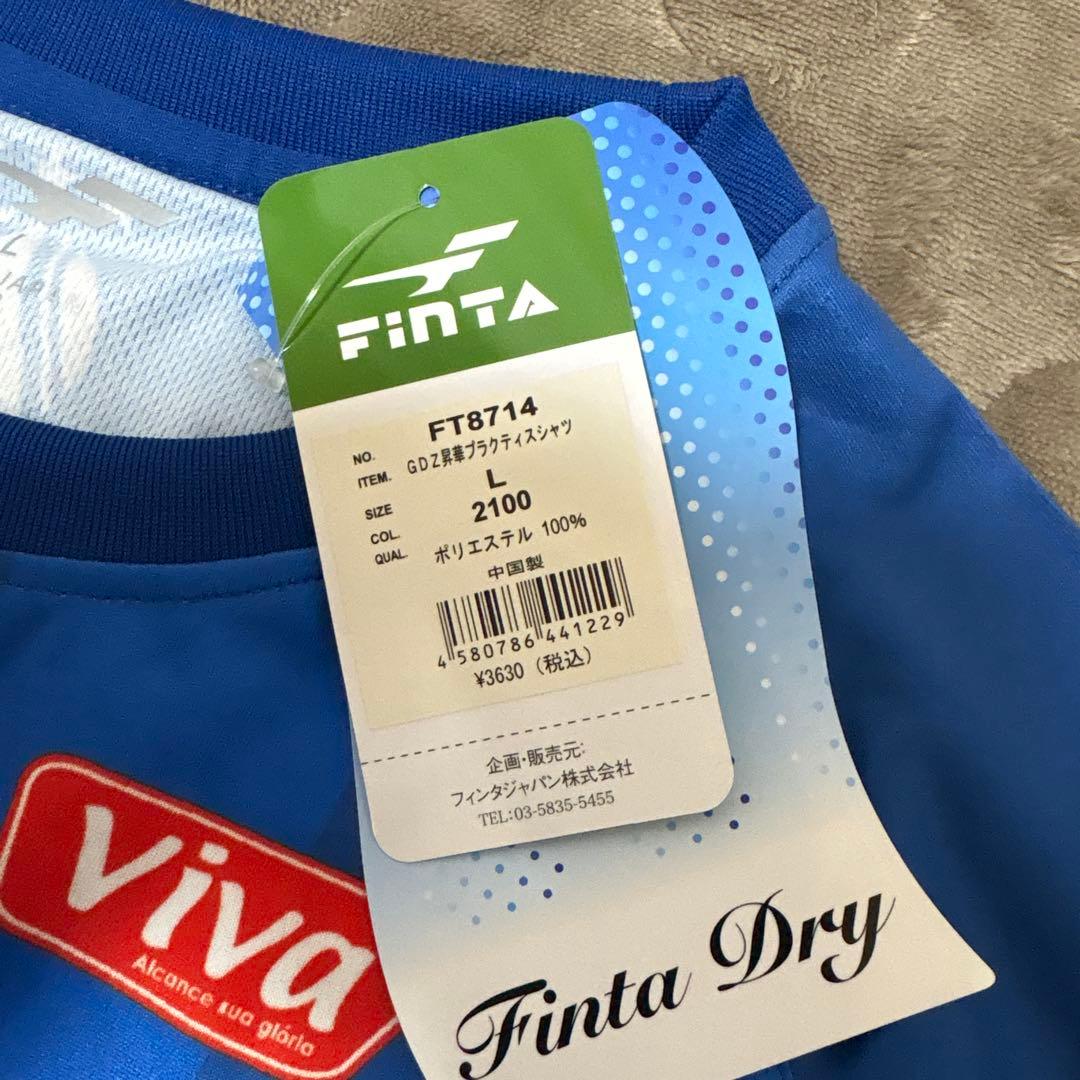 FiNTA
NO. FT8714
ITEM. GDZ昇華プラクティスシャツ
SIZE L
COL. 2100
QUAL. ポリエステル 100%
中国製
4 580786 441229
¥3630 (税込)
企画・販売元:
フィンタジャパン株式会社
TEL:03-5835-5455
Finta Dry
Viva
Alcance sua glória
L